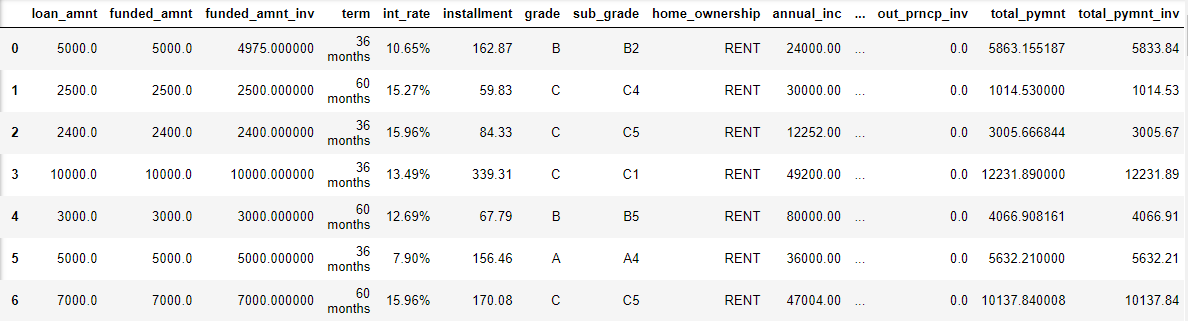 loan_amnt funded_amnt funded_amnt_inv term int_rate installment grade sub_grade home_ownership annual_inc ... out_prncp_inv total_pymnt total_pymnt_inv
0 5000.0 5000.0 4975.000000 36 months 10.65% 162.87 B B2 RENT 24000.00 ... 0.0 5863.155187 5833.84
1 2500.0 2500.0 2500.000000 60 months 15.27% 59.83 C C4 RENT 30000.00 ... 0.0 1014.530000 1014.53
2 2400.0 2400.0 2400.000000 36 months 15.96% 84.33 C C5 RENT 12252.00 ... 0.0 3005.666844 3005.67
3 10000.0 10000.0 10000.000000 36 months 13.49% 339.31 C C1 RENT 49200.00 ... 0.0 12231.890000 12231.89
4 3000.0 3000.0 3000.000000 60 months 12.69% 67.79 B B5 RENT 80000.00 ... 0.0 4066.908161 4066.91
5 5000.0 5000.0 5000.000000 36 months 7.90% 156.46 A A4 RENT 36000.00 ... 0.0 5632.210000 5632.21
6 7000.0 7000.0 7000.000000 60 months 15.96% 170.08 C C5 RENT 47004.00 ... 0.0 10137.840008 10137.84